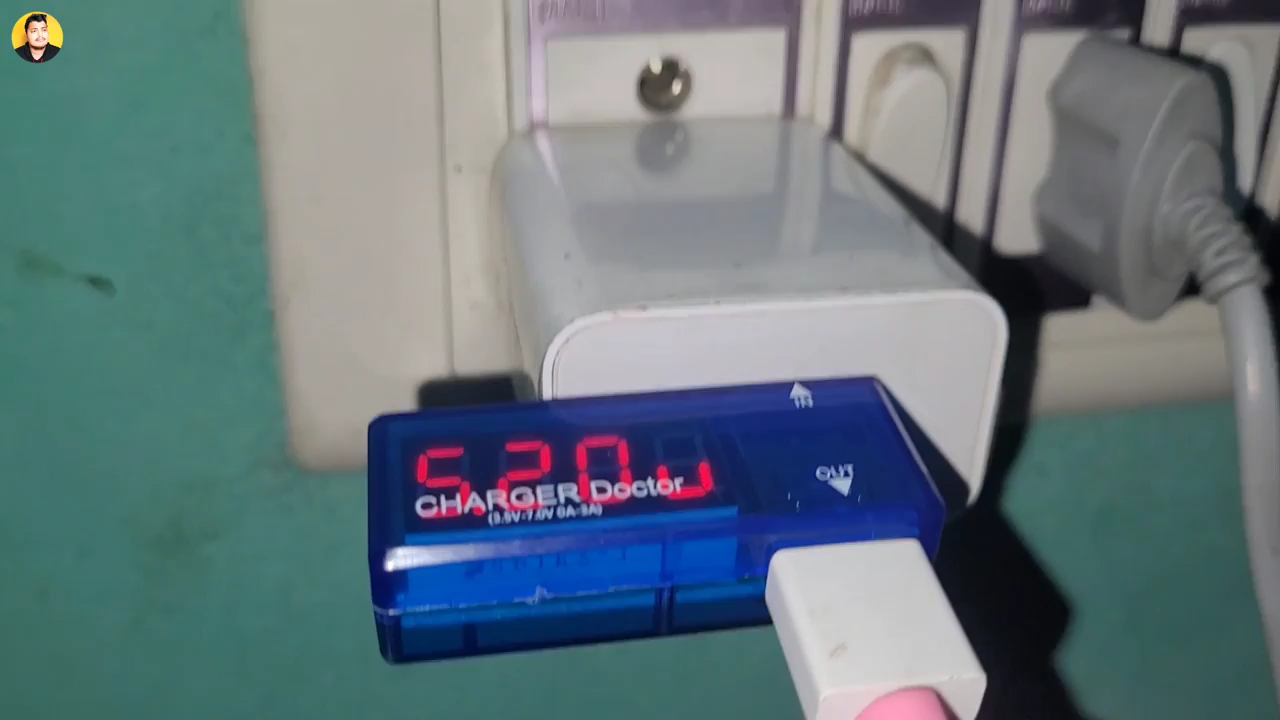 IN
OUT
5.20u
CHARGER Doctor
(3.5V-7.0V 0A-3A)